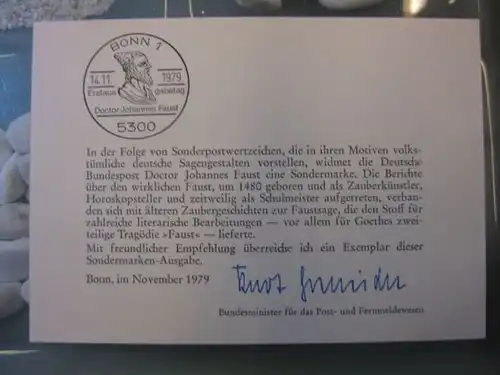 BONN 1
14.11. 1979
Erstaus gabetag
Doctor Johannes Faust
5300
In der Folge von Sonderpostwertzeichen, die in ihren Motiven volks-
tümliche deutsche Sagengestalten vorstellen, widmet die Deutsche
Bundespost Doctor Johannes Faust eine Sondermarke. Die Berichte
über den wirklichen Faust, um 1480 geboren und als Zauberkünstler,
Horoskopsteller und zeitweilig als Schulmeister aufgetreten, verban-
den sich mit älteren Zaubergeschichten zur Faustsage, die den Stoff für
zahlreiche literarische Bearbeitungen — vor allem für Goethes zwei-
teilige Tragödie »Faust« — lieferte.
Mit freundlicher Empfehlung überreiche ich ein Exemplar dieser
Sondermarken-Ausgabe.
Bonn, im November 1979
Kurt Gscheidle
Bundesminister für das Post- und Fernmeldewesen